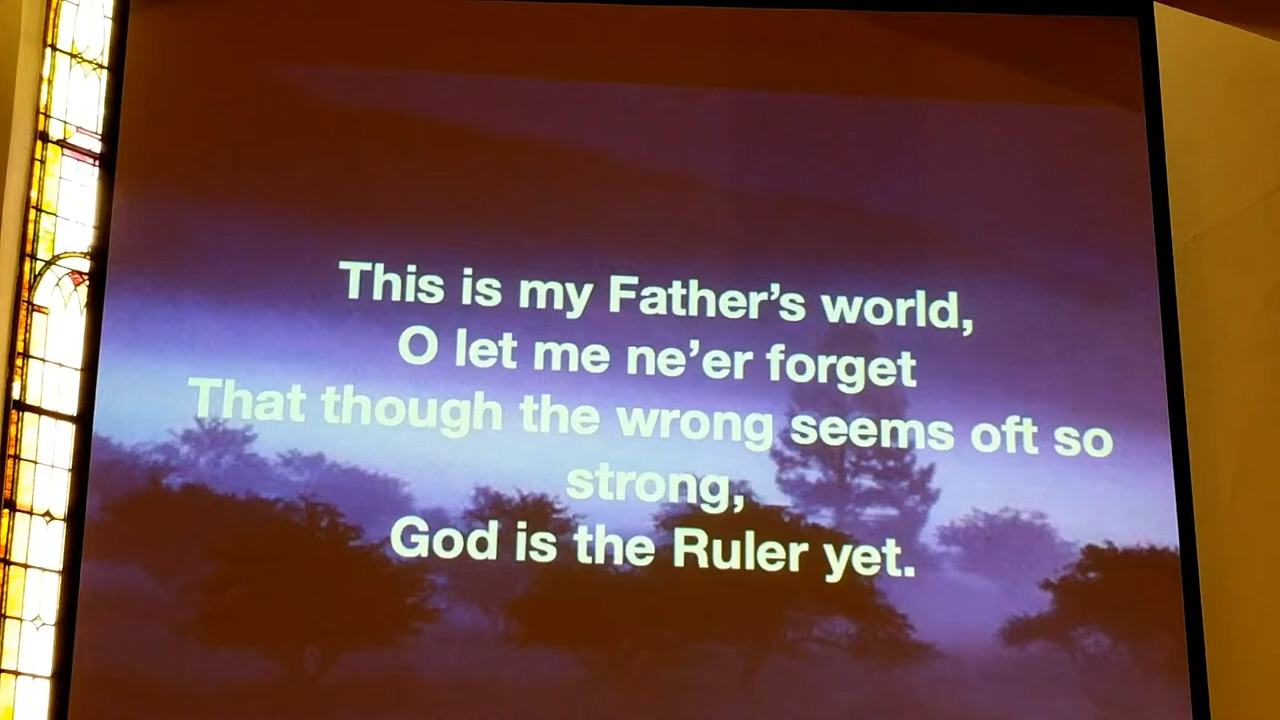 This is my Father’s world,
O let me ne’er forget
That though the wrong seems oft so
strong,
God is the Ruler yet.